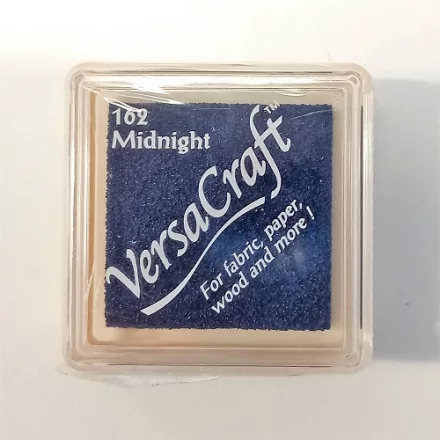 162
Midnight
VersaCraft™
For fabric, paper,
wood and more !